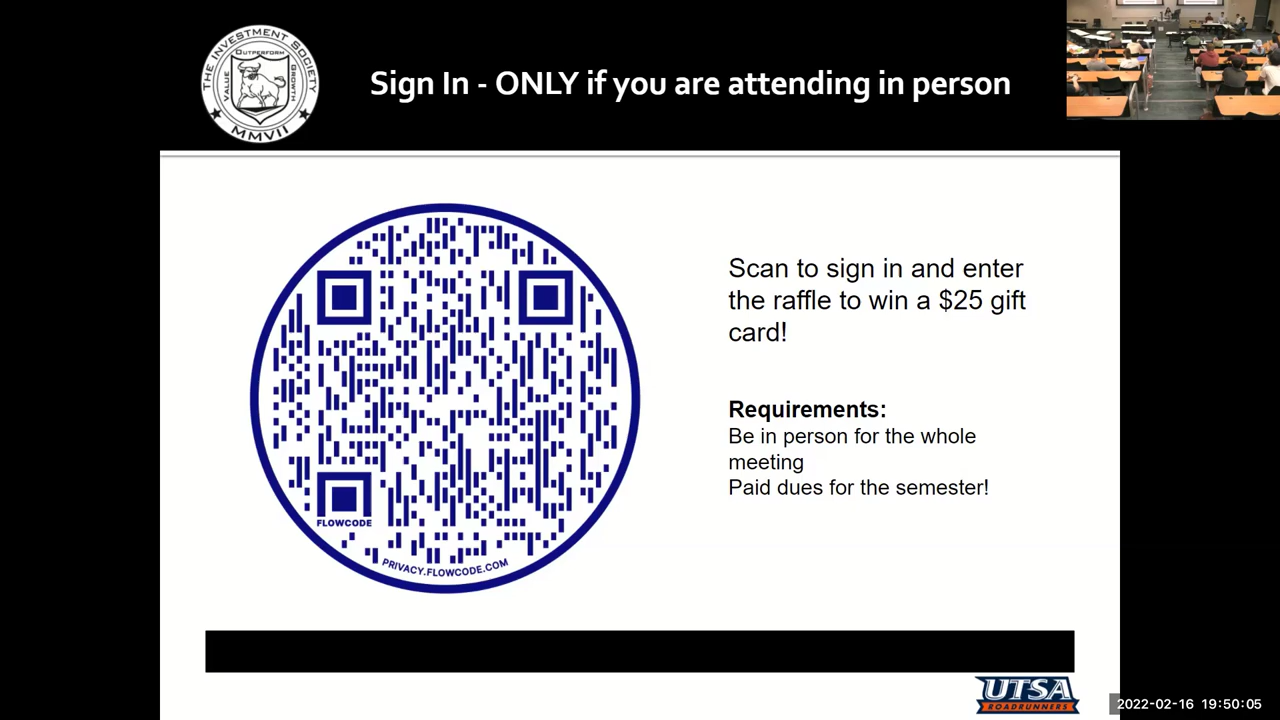 THE INVESTMENT SOCIETY
OUTPERFORM
VALUE
GROWTH
MMVII
Sign In - ONLY if you are attending in person
Scan to sign in and enter
the raffle to win a $25 gift
card!
Requirements:
Be in person for the whole
meeting
Paid dues for the semester!
FLOWCODE
PRIVACY.FLOWCODE.COM
UTSA
ROADRUNNERS
2022-02-16 19:50:05